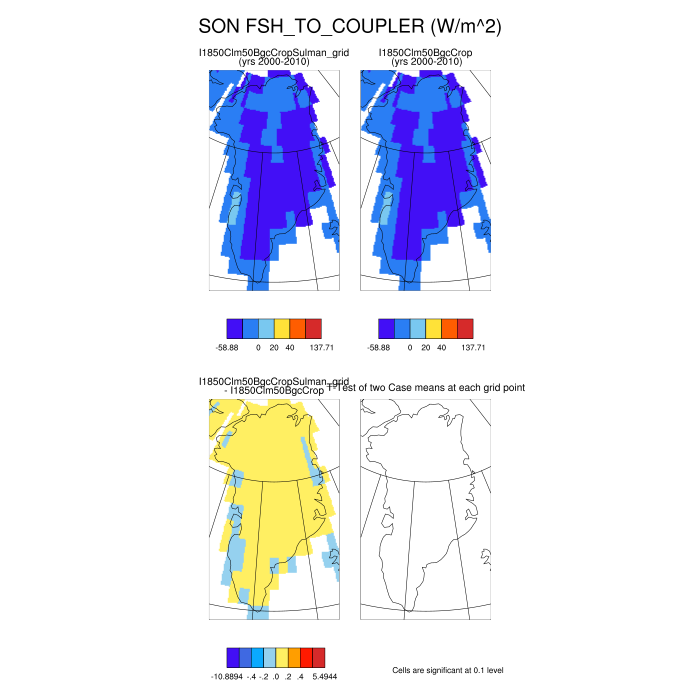 SON FSH_TO_COUPLER (W/m^2)
I1850Clm50BgcCropSulman_grid
(yrs 2000-2010)
I1850Clm50BgcCrop
(yrs 2000-2010)
-58.88 0 20 40 137.71
-58.88 0 20 40 137.71
I1850Clm50BgcCropSulman_grid
- I1850Clm50BgcCrop
T-Test of two Case means at each grid point
-10.8894 -.4 -.2 .0 .2 .4 5.4944
Cells are significant at 0.1 level